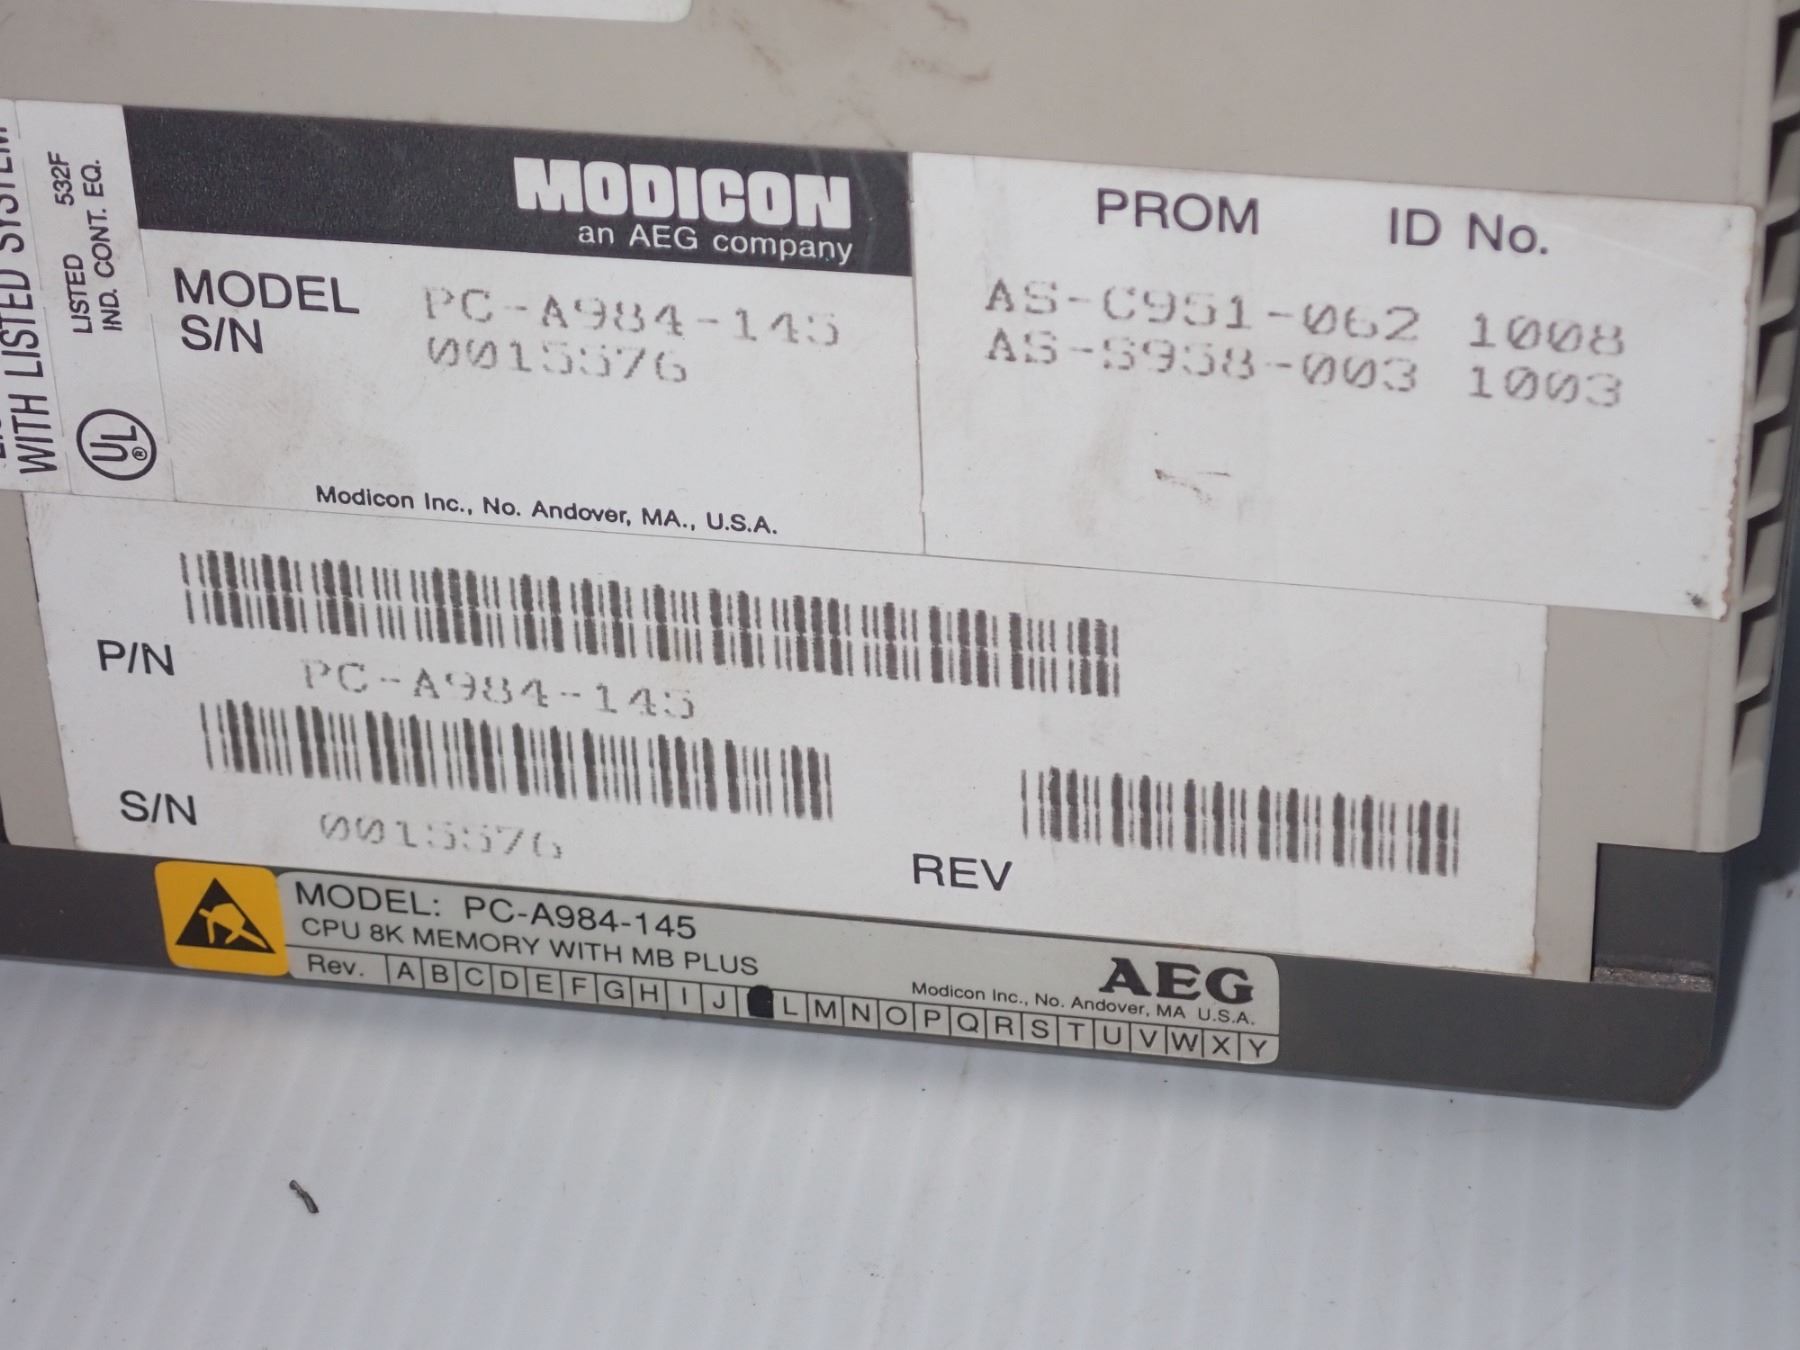 WITH LISTED SYSTEM
LISTED 532F
IND. CONT. EQ.
UL
MODICON
an AEG company
MODEL PC-A984-145
S/N 0015576
Modicon Inc., No. Andover, MA., U.S.A.
PROM ID No.
AS-C951-062 1008
AS-S958-003 1003
P/N PC-A984-145
S/N 0015576
REV
MODEL: PC-A984-145
CPU 8K MEMORY WITH MB PLUS
AEG
Modicon Inc., No. Andover, MA U.S.A.
Rev. A B C D E F G H I J L M N O P Q R S T U V W X Y